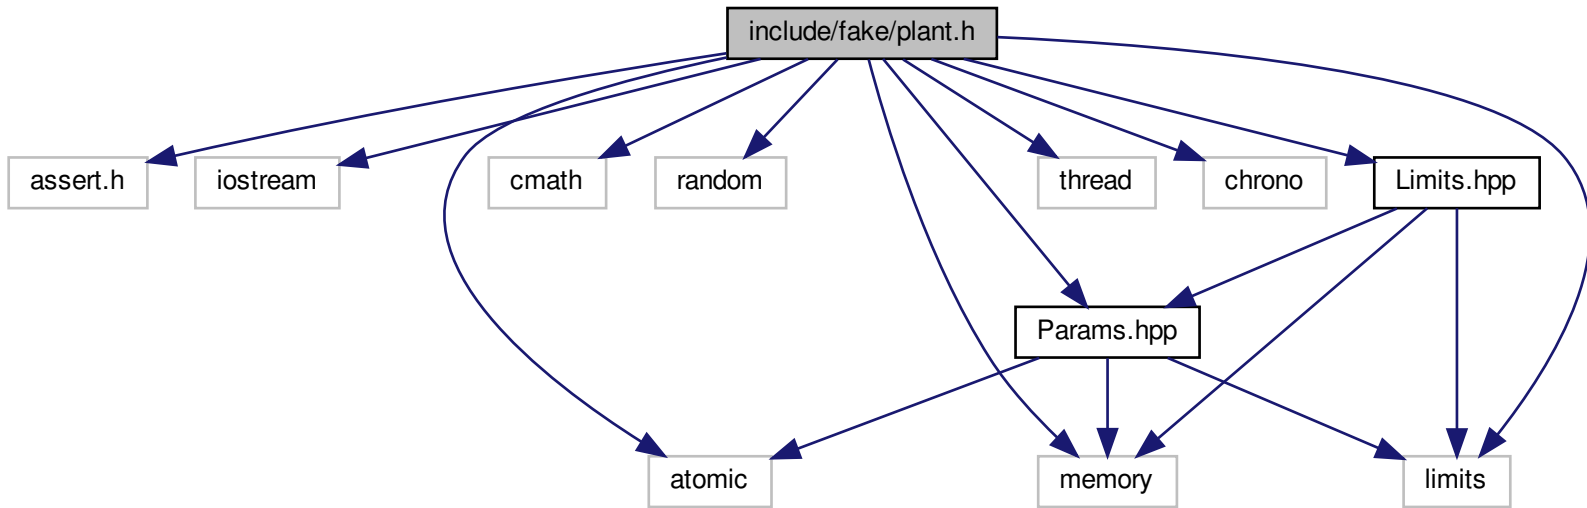 include/fake/plant.h
assert.h
iostream
cmath
random
thread
chrono
Limits.hpp
Params.hpp
atomic
memory
limits